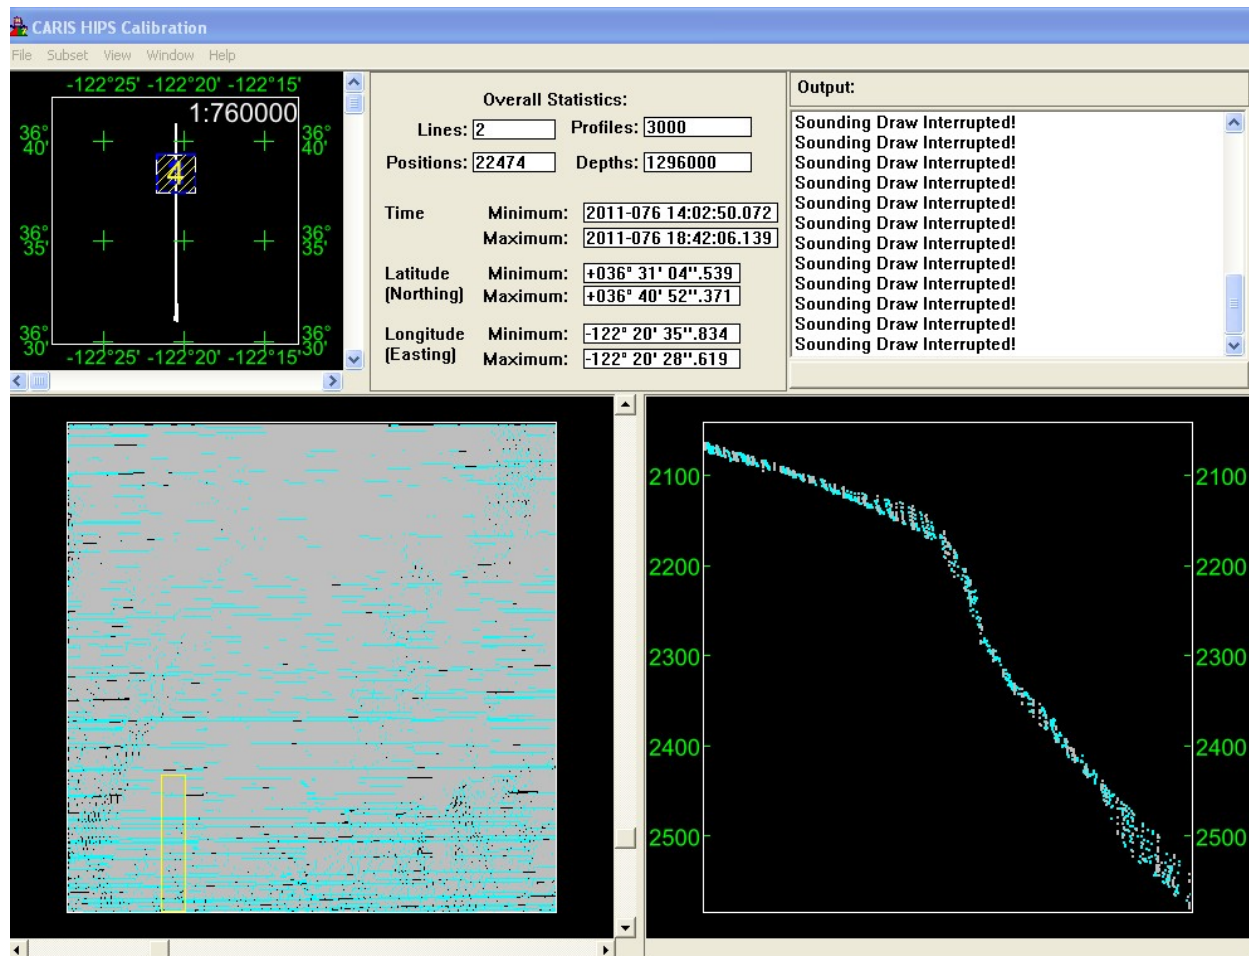 CARIS HIPS Calibration
File Subset View Window Help
-122°25' -122°20' -122°15'
1:760000
36° 40' 36° 40'
4
36° 35' 36° 35'
36° 30' 36° 30'
-122°25' -122°20' -122°15'
Overall Statistics:
Lines: 2 Profiles: 3000
Positions: 22474 Depths: 1296000
Time Minimum: 2011-076 14:02:50.072
Maximum: 2011-076 18:42:06.139
Latitude Minimum: +036° 31' 04".539
(Northing) Maximum: +036° 40' 52".371
Longitude Minimum: -122° 20' 35".834
(Easting) Maximum: -122° 20' 28".619
Output:
Sounding Draw Interrupted!
Sounding Draw Interrupted!
Sounding Draw Interrupted!
Sounding Draw Interrupted!
Sounding Draw Interrupted!
Sounding Draw Interrupted!
Sounding Draw Interrupted!
Sounding Draw Interrupted!
Sounding Draw Interrupted!
Sounding Draw Interrupted!
Sounding Draw Interrupted!
Sounding Draw Interrupted!
2100 2100
2200 2200
2300 2300
2400 2400
2500 2500